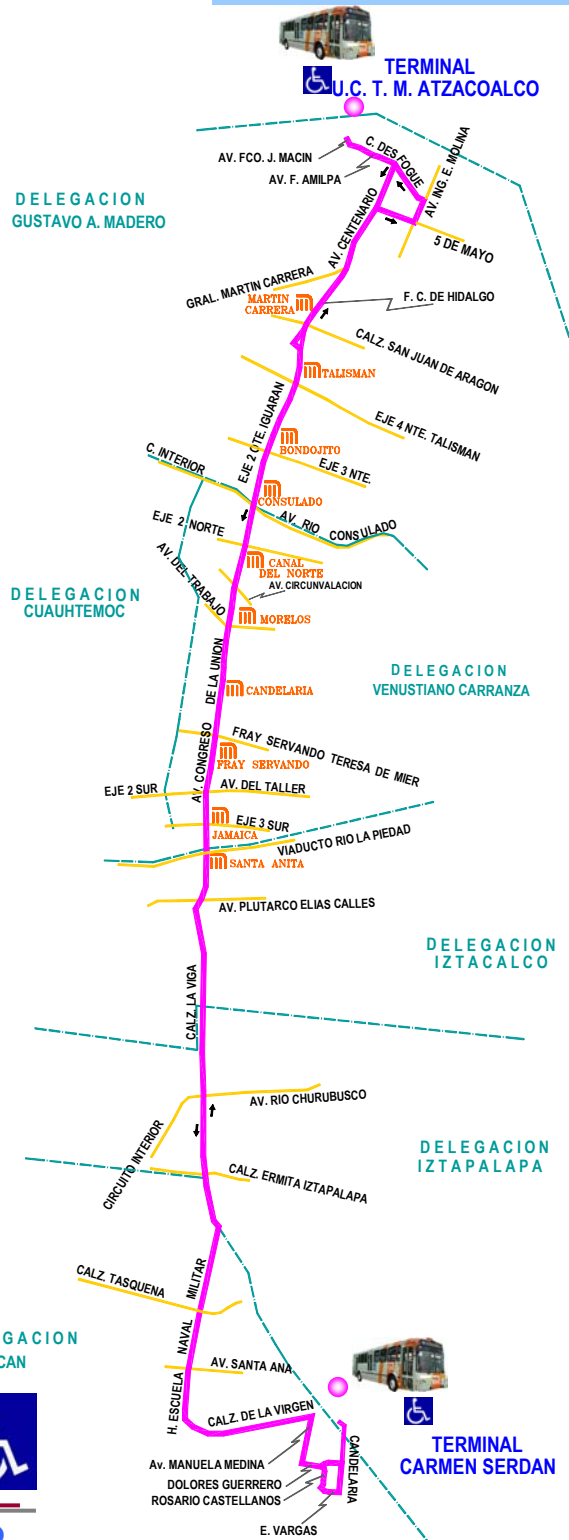 TERMINAL
U.C. T. M. ATZACOALCO
C. DES FOGUE
AV. FCO. J. MACIN
AV. F. AMILPA
AV. ING. E. MOLINA
DELEGACION
GUSTAVO A. MADERO
AV. CENTENARIO
5 DE MAYO
GRAL. MARTIN CARRERA
MARTIN
CARRERA
F. C. DE HIDALGO
CALZ. SAN JUAN DE ARAGON
TALISMAN
EJE 2 OTE. IGUARAN
EJE 4 NTE. TALISMAN
BONDOJITO
EJE 3 NTE.
C. INTERIOR
CONSULADO
AV. RIO CONSULADO
EJE 2 NORTE
CANAL
DEL NORTE
AV. DEL TRABAJO
AV. CIRCUNVALACION
DELEGACION
CUAUHTEMOC
MORELOS
DELEGACION
VENUSTIANO CARRANZA
AV. CONGRESO DE LA UNION
CANDELARIA
FRAY SERVANDO TERESA DE MIER
FRAY SERVANDO
EJE 2 SUR
AV. DEL TALLER
EJE 3 SUR
JAMAICA
VIADUCTO RIO LA PIEDAD
SANTA ANITA
AV. PLUTARCO ELIAS CALLES
DELEGACION
IZTACALCO
CALZ. LA VIGA
AV. RIO CHURUBUSCO
CIRCUITO INTERIOR
DELEGACION
IZTAPALAPA
CALZ. ERMITA IZTAPALAPA
CALZ. TASQUENA
H. ESCUELA NAVAL MILITAR
GACION
CAN
AV. SANTA ANA
CALZ. DE LA VIRGEN
TERMINAL
CARMEN SERDAN
Av. MANUELA MEDINA
DOLORES GUERRERO
ROSARIO CASTELLANOS
CANDELARIA
E. VARGAS